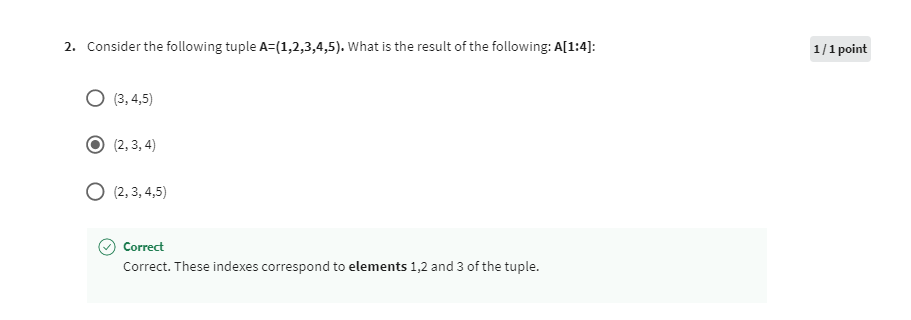 2. Consider the following tuple A=(1,2,3,4,5). What is the result of the following: A[1:4]:
1 / 1 point
(3, 4,5)
(2, 3, 4)
(2, 3, 4,5)
Correct
Correct. These indexes correspond to elements 1,2 and 3 of the tuple.